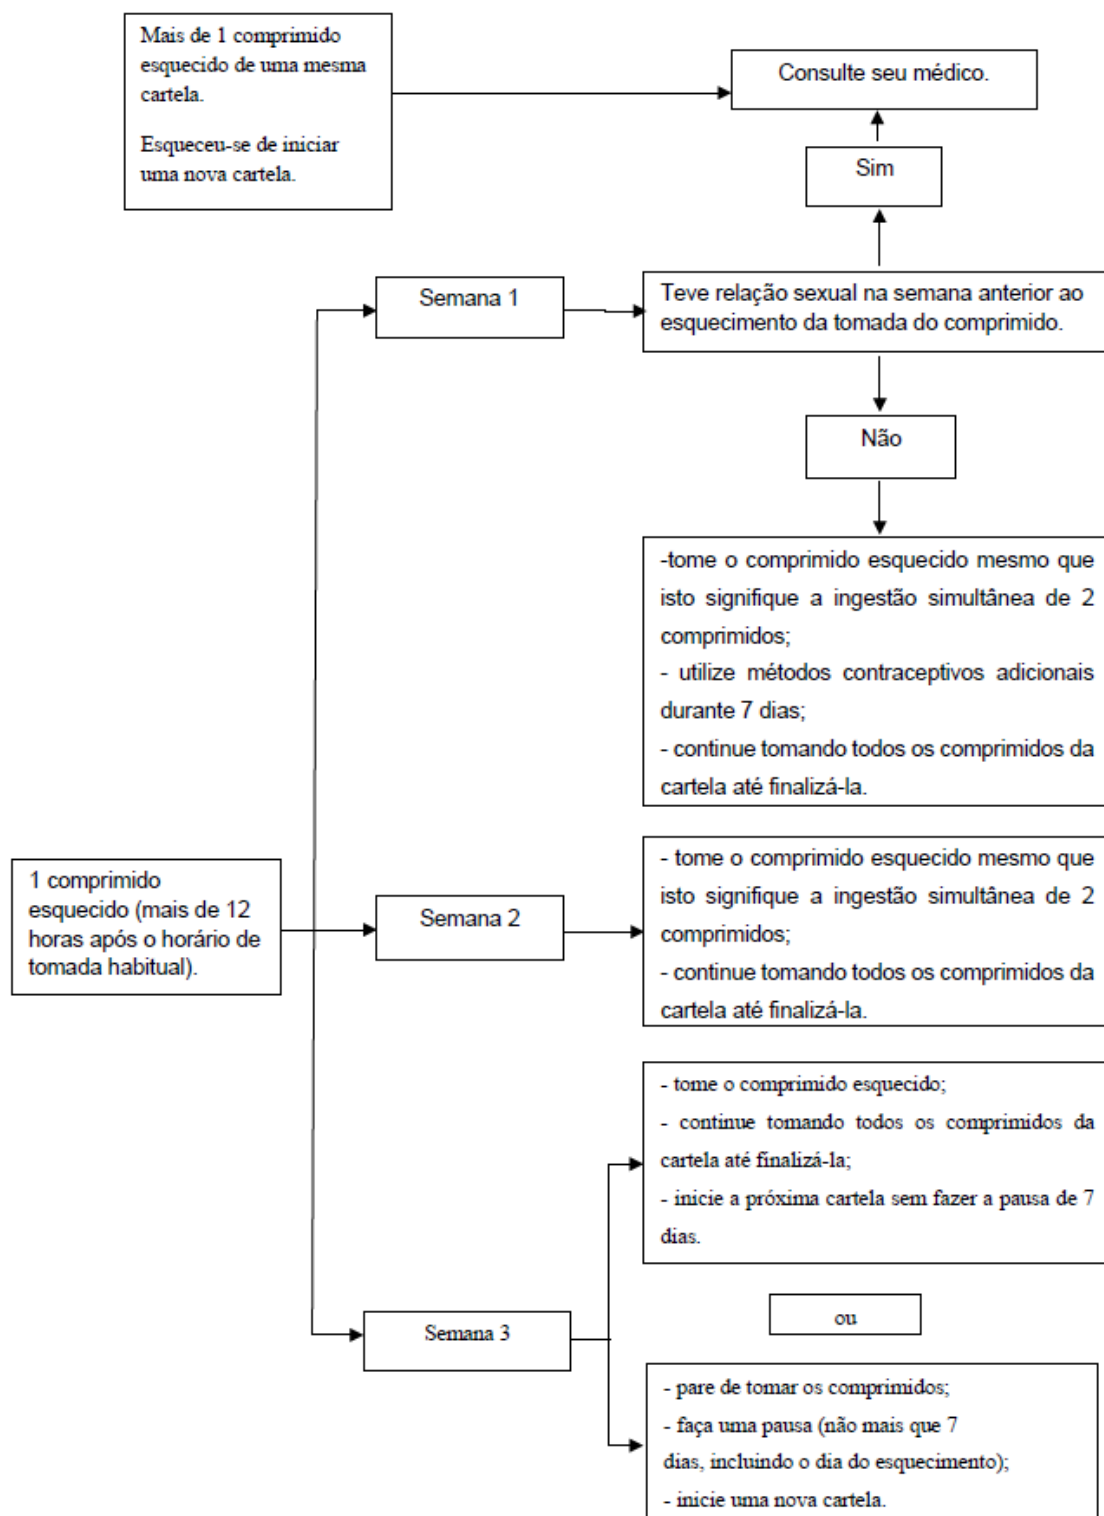 Mais de 1 comprimido
esquecido de uma mesma
cartela.
Esqueceu-se de iniciar
uma nova cartela.
Consulte seu médico.
Sim
Semana 1
Teve relação sexual na semana anterior ao
esquecimento da tomada do comprimido.
Não
-tome o comprimido esquecido mesmo que
isto signifique a ingestão simultânea de 2
comprimidos;
- utilize métodos contraceptivos adicionais
durante 7 dias;
- continue tomando todos os comprimidos da
cartela até finalizá-la.
1 comprimido
esquecido (mais de 12
horas após o horário de
tomada habitual).
Semana 2
- tome o comprimido esquecido mesmo que
isto signifique a ingestão simultânea de 2
comprimidos;
- continue tomando todos os comprimidos da
cartela até finalizá-la.
- tome o comprimido esquecido;
- continue tomando todos os comprimidos da
cartela até finalizá-la;
- inicie a próxima cartela sem fazer a pausa de 7
dias.
ou
Semana 3
- pare de tomar os comprimidos;
- faça uma pausa (não mais que 7
dias, incluindo o dia do esquecimento);
- inicie uma nova cartela.